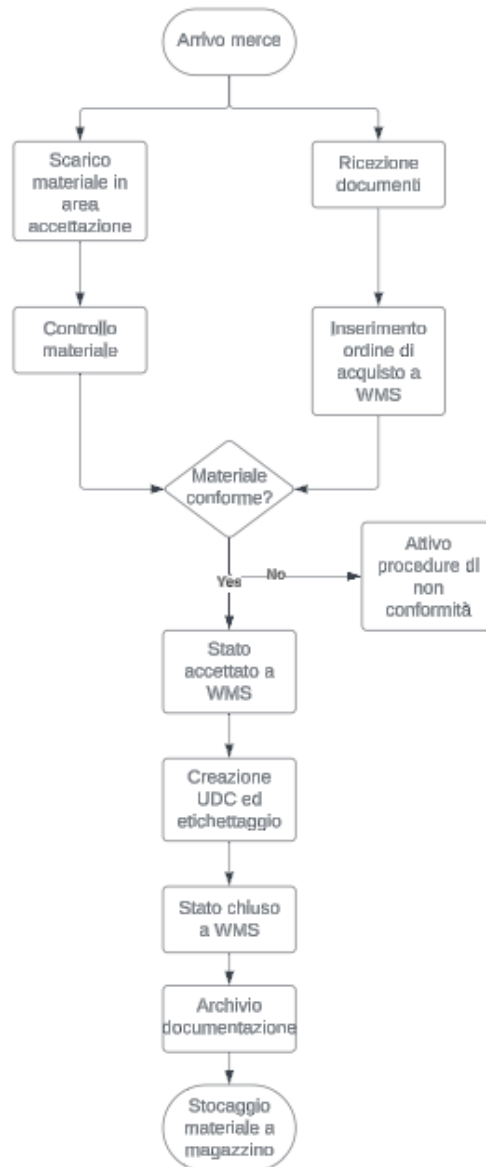 Arrivo merce
Scarico
materiale in
area
accettazione
Ricezione
documenti
Controllo
materiale
Inserimento
ordine di
acquisto a
WMS
Materiale
conforme?
Attivo
procedure di
non
conformità
No
Yes
Stato
accettato a
WMS
Creazione
UDC ed
etichettaggio
Stato chiuso
a WMS
Archivio
documentazione
Stocaggio
materiale a
magazzino